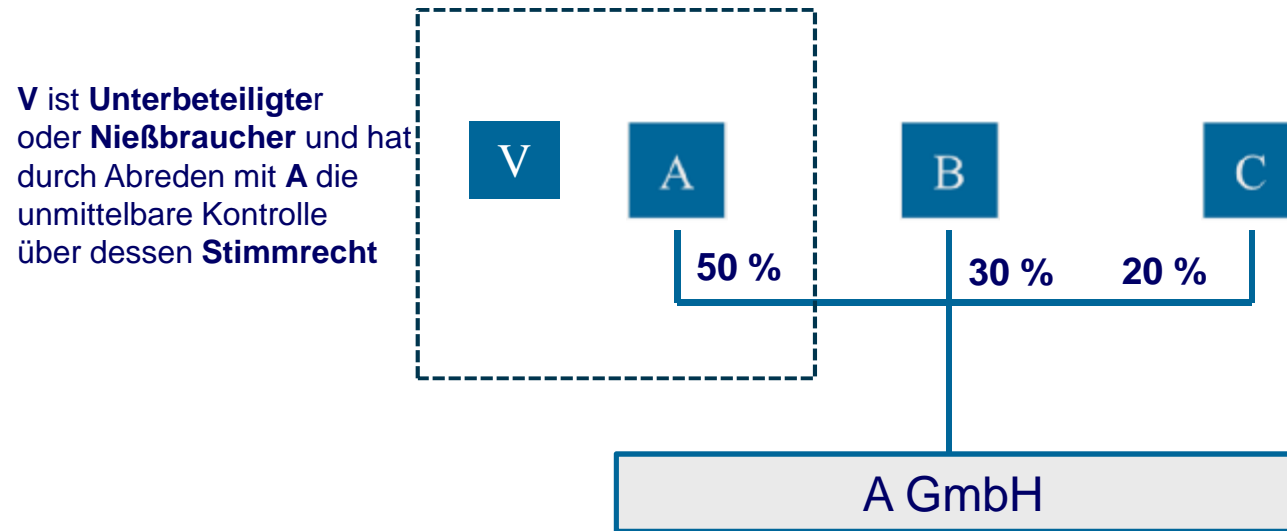 V ist Unterbeteiligter
oder Nießbraucher und hat
durch Abreden mit A die
unmittelbare Kontrolle
über dessen Stimmrecht
V
A
B
C
50 %
30 %
20 %
A GmbH